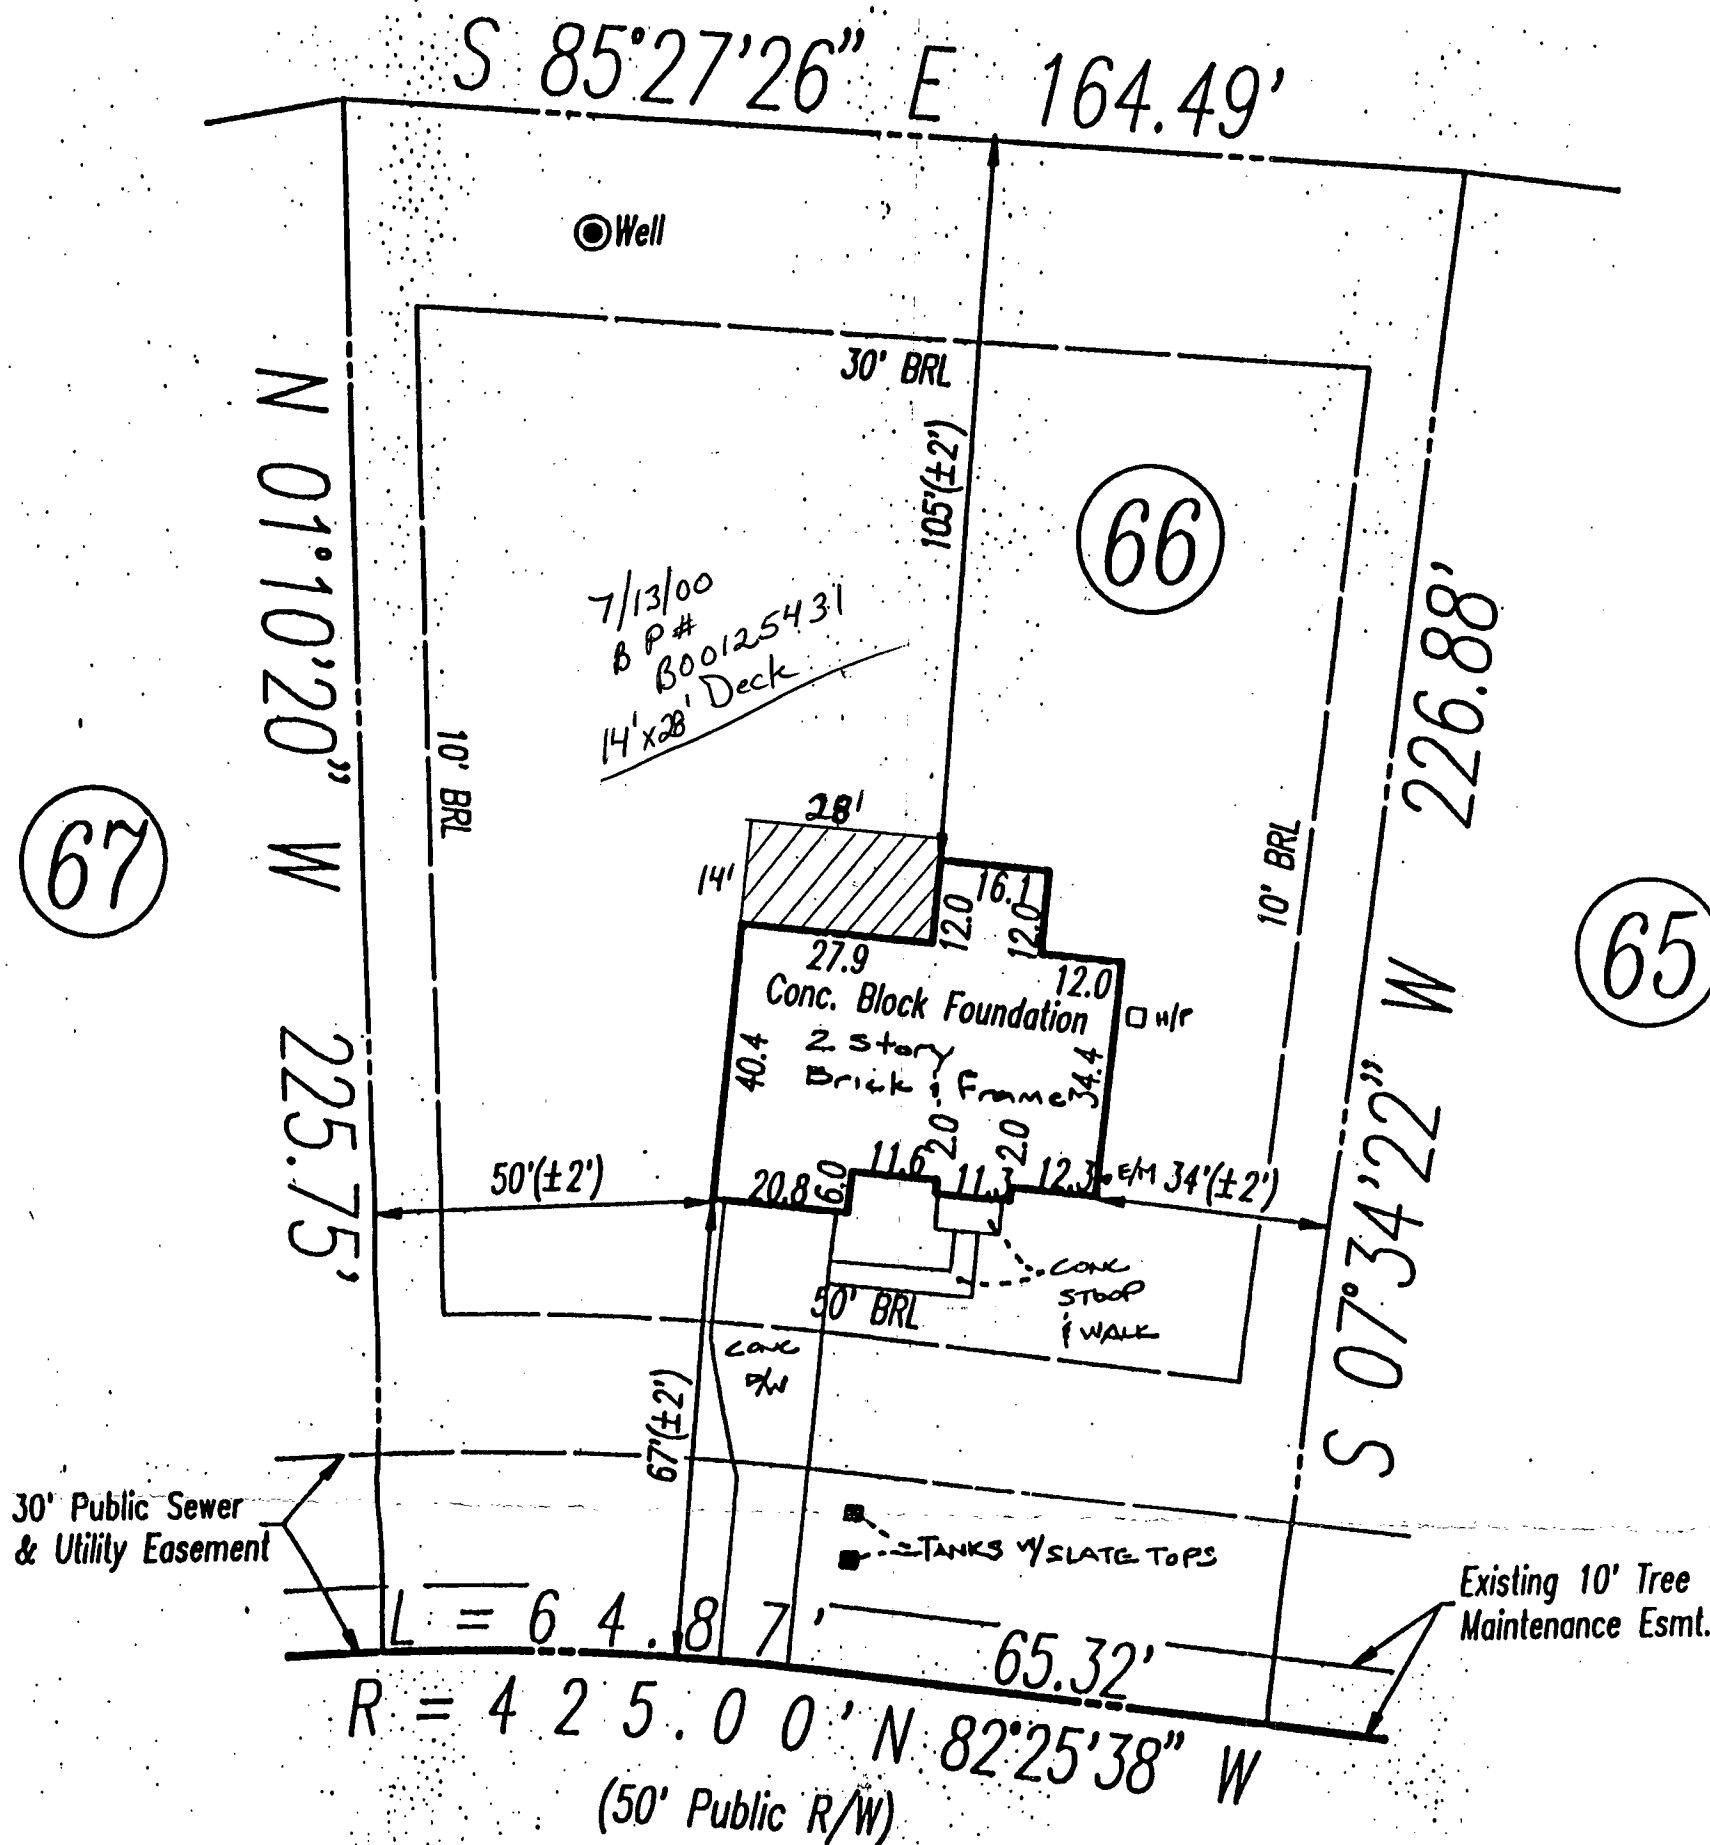 S 85°27'26" E 164.49'
Well
30' BRL
105'(±2')
66
N 01°10'20" W 225.75'
7/13/00
B P #
B00125431
14'x28' Deck
10' BRL
S 07°34'22" W 226.88'
67
28'
14'
10' BRL
65
16.1
12.0
12.0
27.9
12.0
Conc. Block Foundation
H/P
2 Story
Brick & Frame
40.4
34.4
50'(±2')
20.8
6.0
11.6
2.0
11.3
2.0
12.3
E/M
34'(±2')
CONC
STOOP
& WALK
50' BRL
CONC
D/W
67'(±2')
30' Public Sewer
& Utility Easement
TANKS W/ SLATE TOPS
Existing 10' Tree
Maintenance Esmt.
L = 64.87'
65.32'
R = 425.00'
N 82°25'38" W
(50' Public R/W)